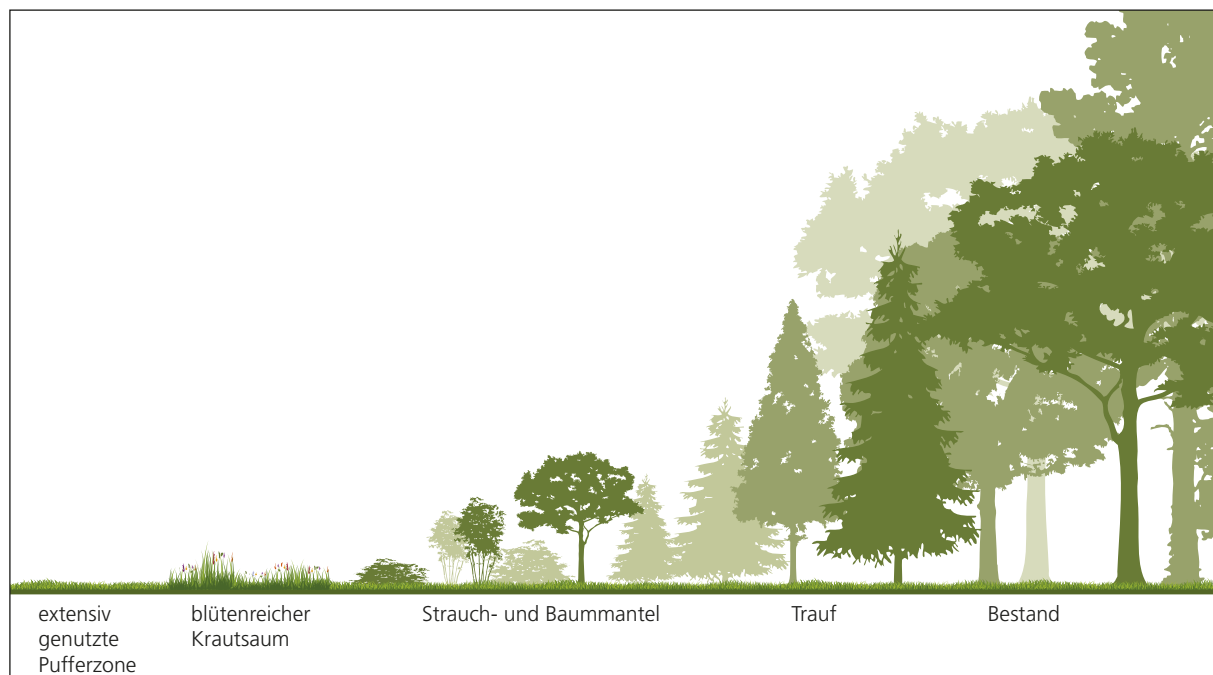 extensiv
genutzte
Pufferzone
blütenreicher
Krautsaum
Strauch- und Baummantel
Trauf
Bestand